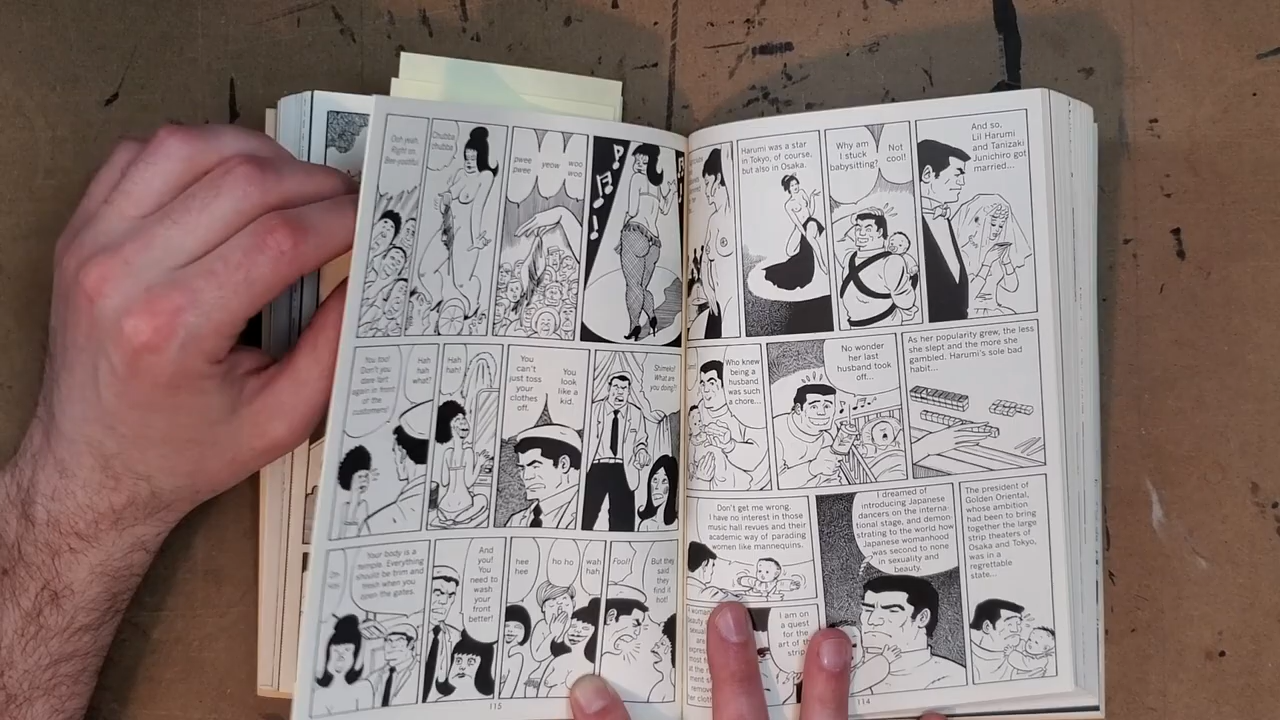 And so,
Lil Harumi
and Tanizaki
Junichiro got
married...
Not
cool!
Why am
I stuck
babysitting?
Harumi was a star
in Tokyo, of course,
but also in Osaka.
As her popularity grew, the less
she slept and the more she
gambled. Harumi's sole bad
habit...
No wonder
her last
husband took
off...
Who knew
being a
husband
was such
a chore...
The president of
Golden Oriental,
whose ambition
had been to bring
together the large
strip theaters of
Osaka and Tokyo,
was in a
regrettable
state...
I dreamed of
introducing Japanese
dancers on the interna-
tional stage, and demon-
strating to the world how
Japanese womanhood
was second to none
in sexuality and
beauty.
Don't get me wrong.
I have no interest in those
music hall revues and their
academic way of parading
women like mannequins.
I am on
a quest
for the
art of the
strip
114
woo
woo
yeow
pwee
pwee
Chubba
chubba
Ooh yeah.
Right on.
Bee-yootiful
Shimeko!
What are
you doing?!
You
look
like a
kid.
You
can't
just toss
your
clothes
off.
Hah!
Hah
hah
what?
You too!
Don't you
dare fart
again in front
of the
customers!
But they
said
they
find it
hot!
Fool!
wah
hah
ho ho
hee
hee
And
you!
You
need to
wash
your
front
better!
Your body is a
temple. Everything
should be trim and
fresh when you
open the gates.
115